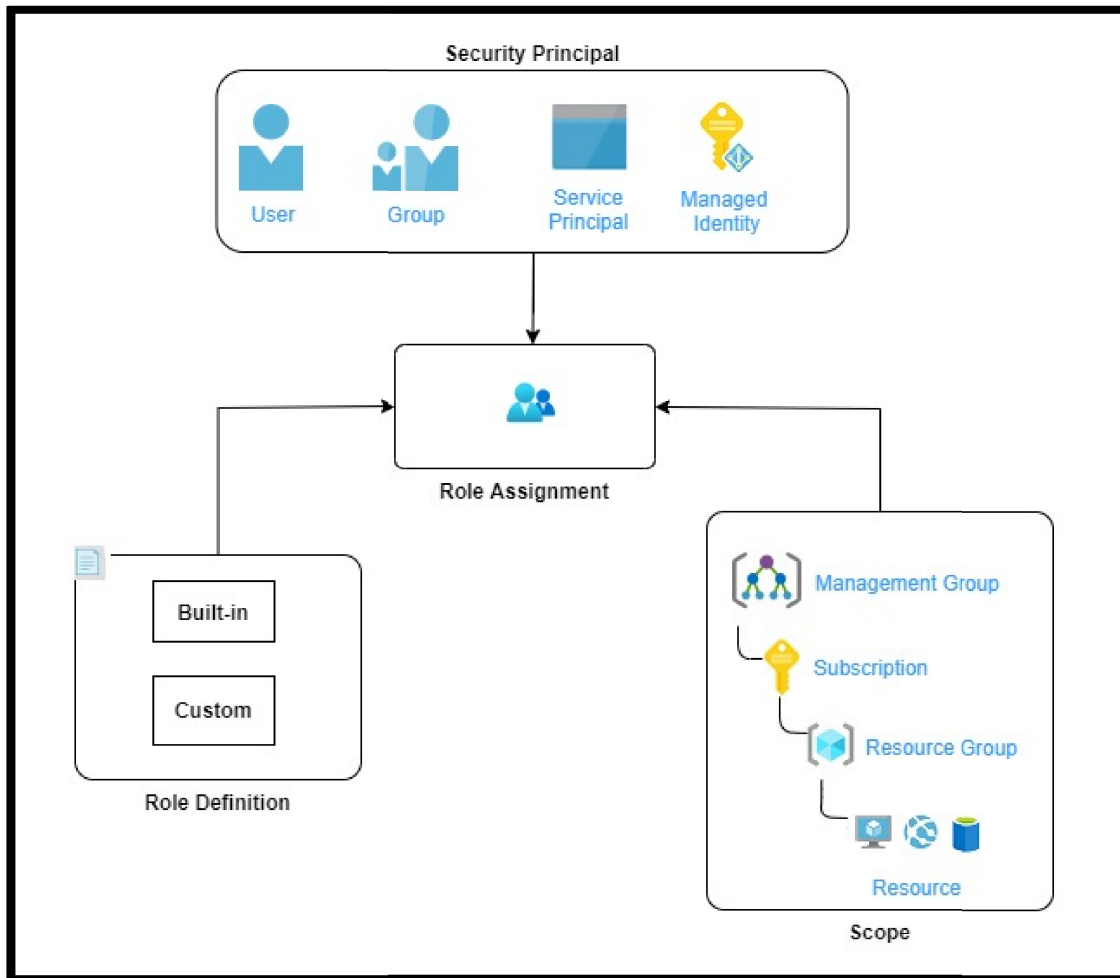 Security Principal
User
Group
Service
Principal
Managed
Identity
Role Assignment
Built-in
Custom
Role Definition
Management Group
Subscription
Resource Group
Resource
Scope